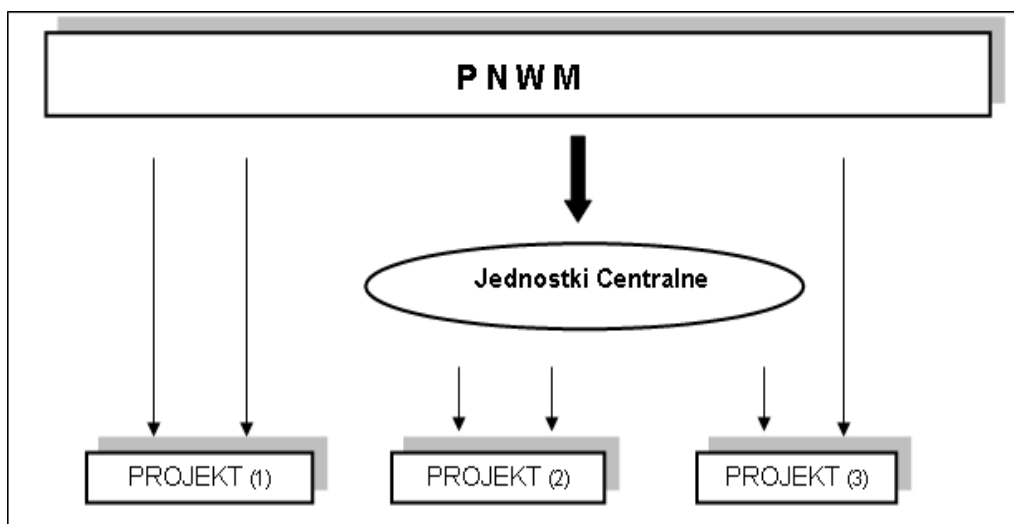 P N W M
Jednostki Centralne
PROJEKT (1)
PROJEKT (2)
PROJEKT (3)